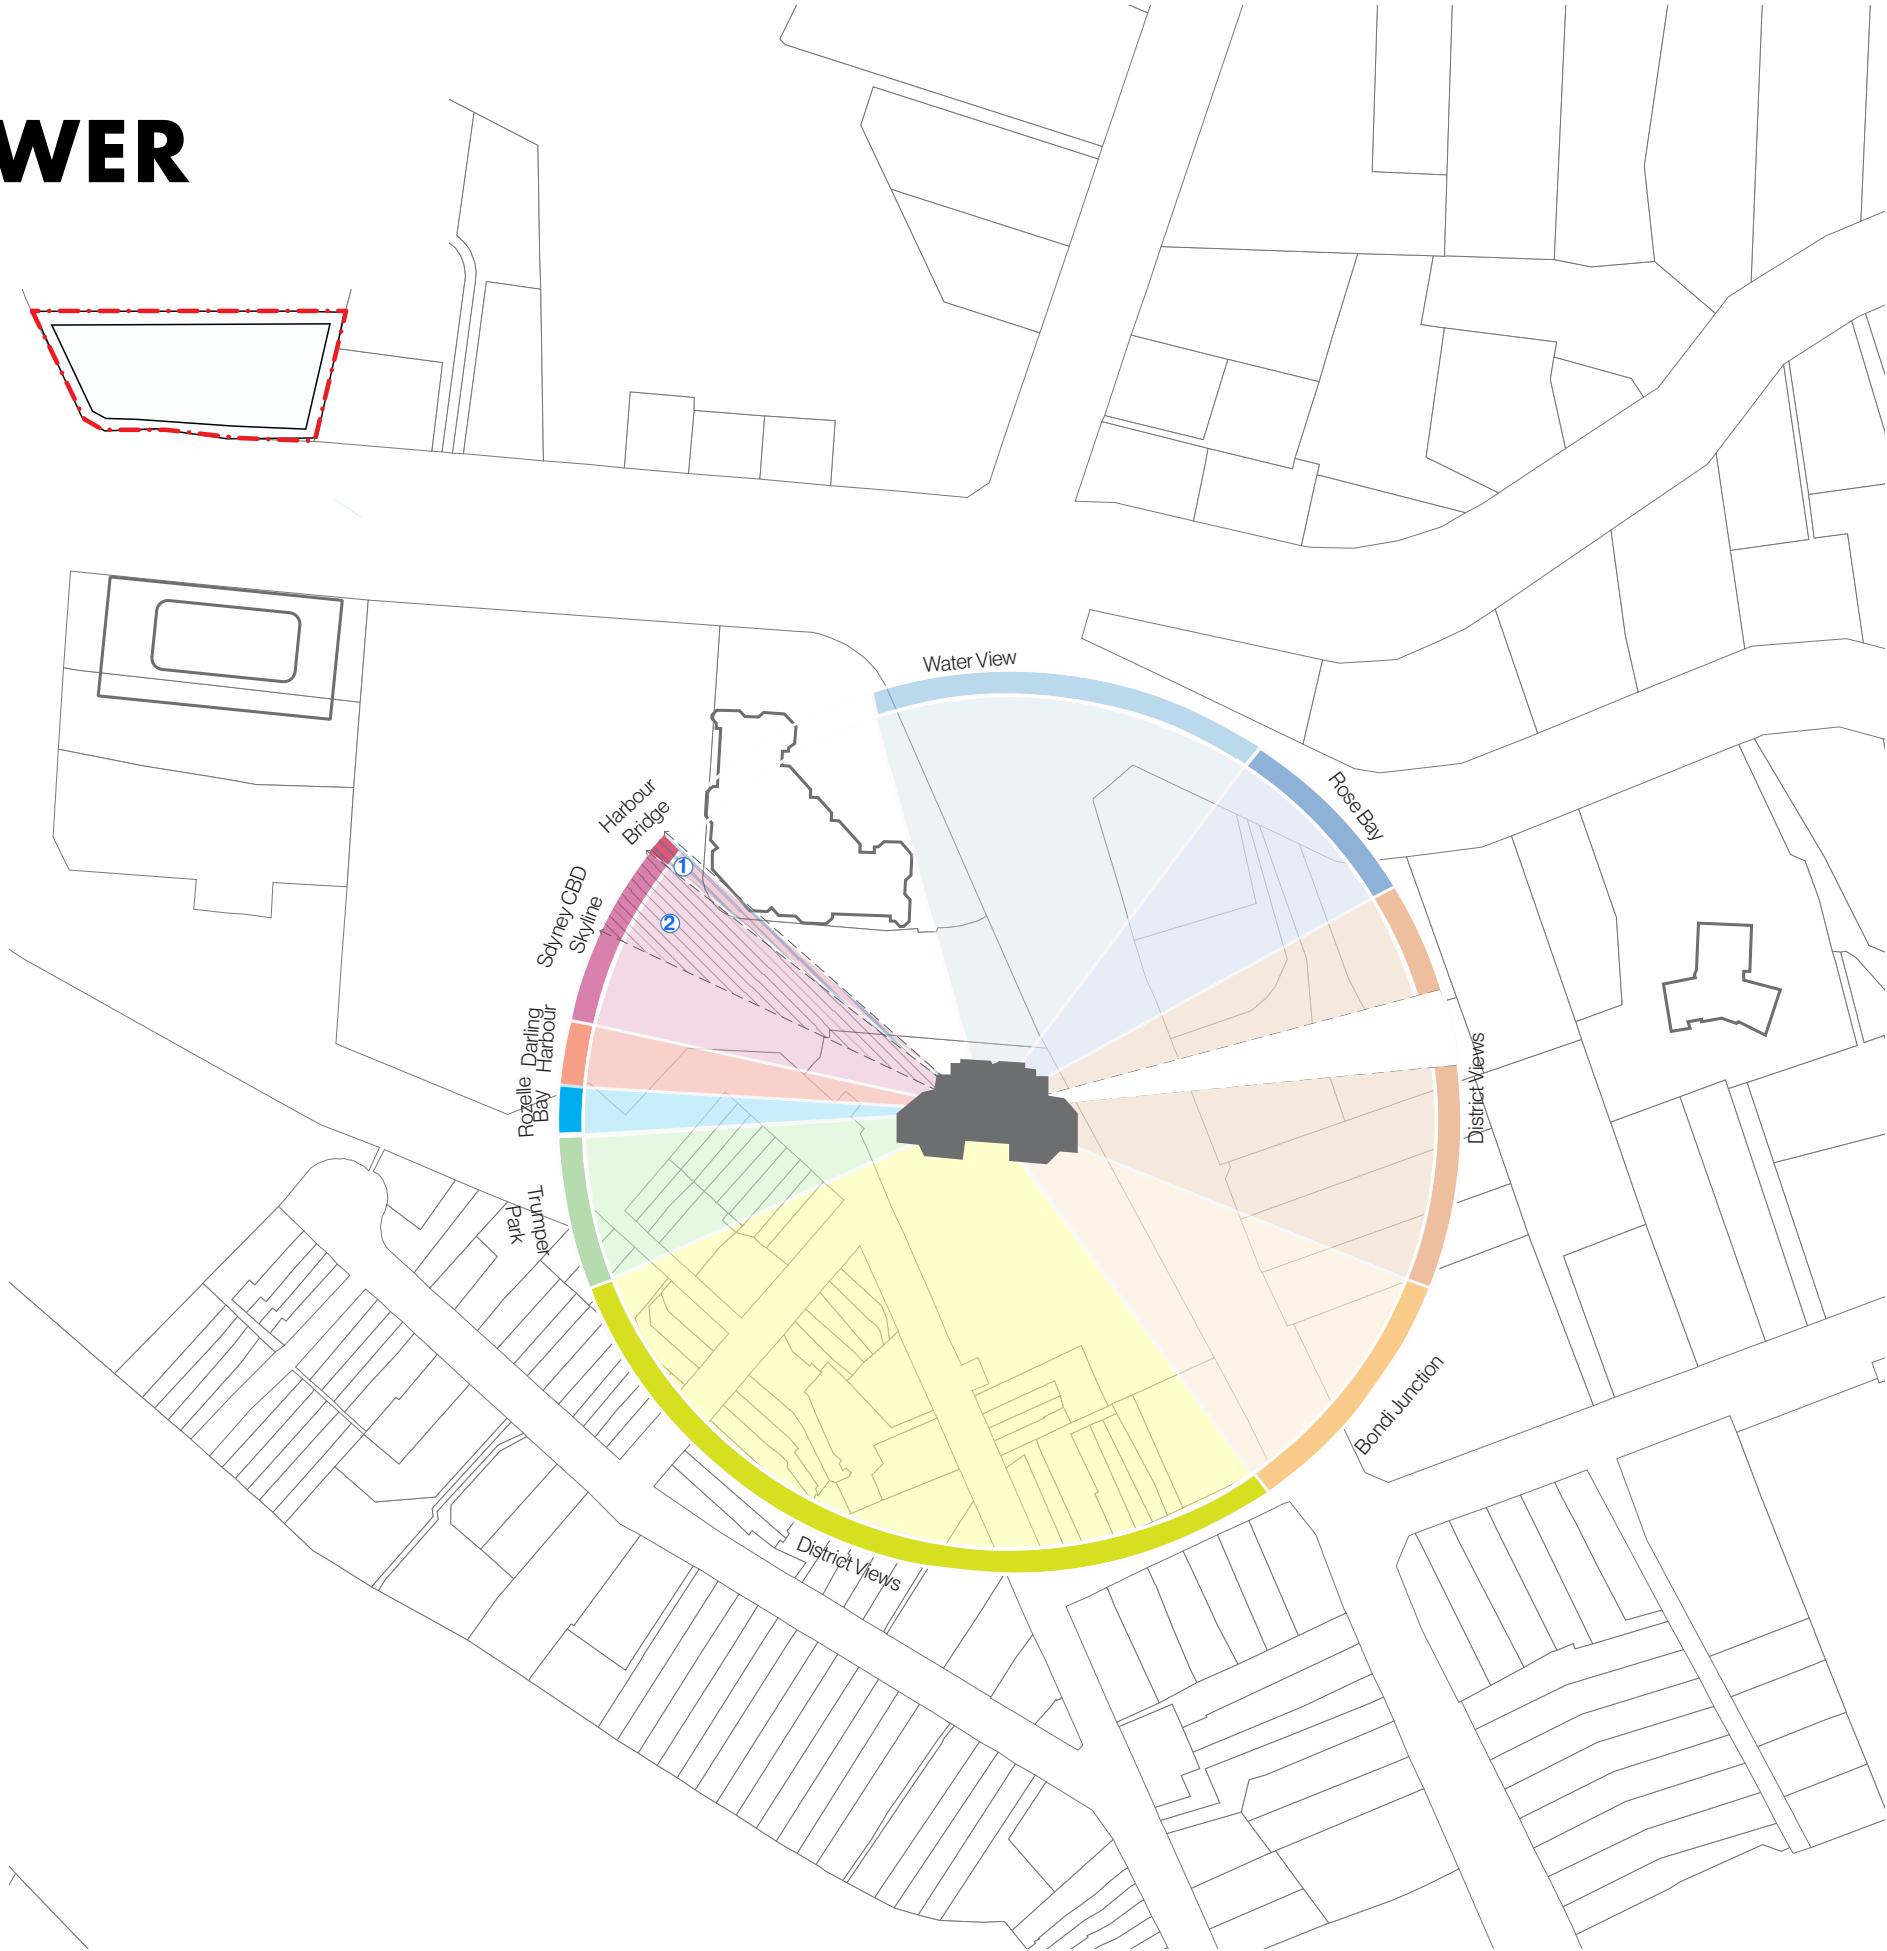 WER
Water View
Rose Bay
Harbour
Bridge
1
Sdyney CBD
Skyline
2
Darling
Harbour
Rozelle
Bay
District Views
Trumper
Park
Bondi Junction
District Views